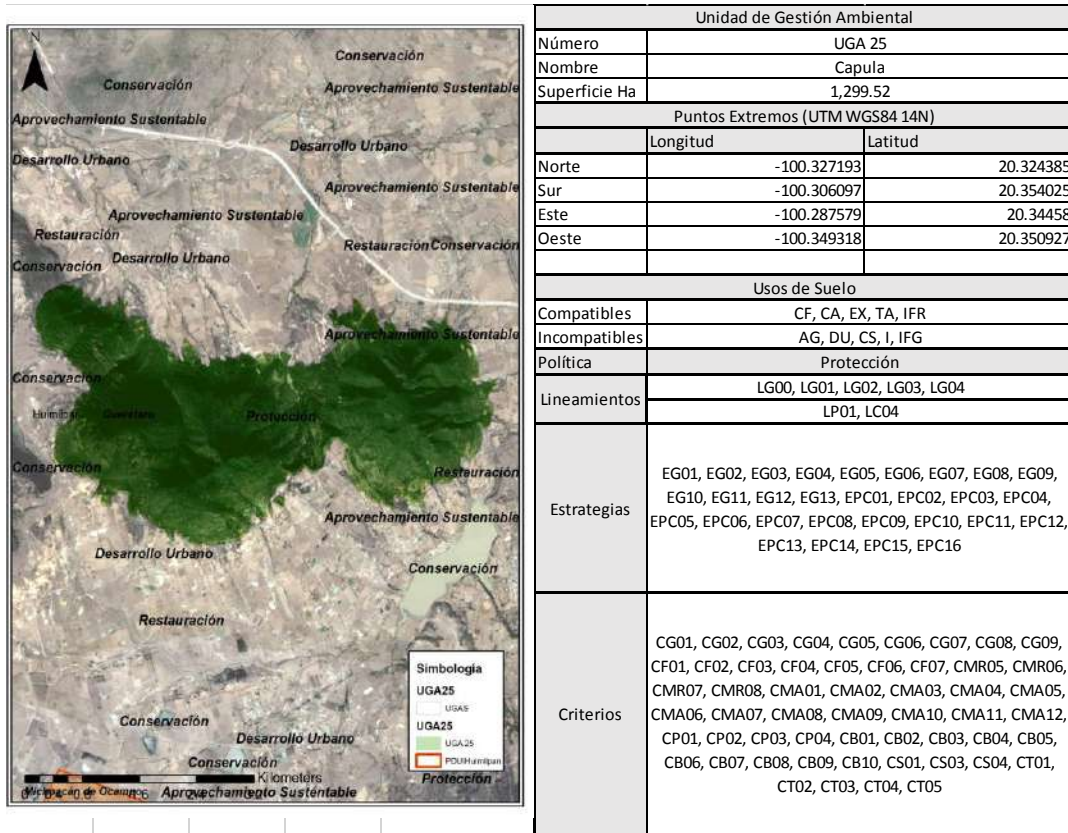 N
Conservación
Conservación
Aprovechamiento Sustentable
Aprovechamiento Sustentable
Desarrollo Urbano
Desarrollo Urbano
Aprovechamiento Sustentable
Aprovechamiento Sustentable
Restauración
Restauración Conservación
Desarrollo Urbano
Conservación
Aprovechamiento Sustentable
Conservación
Protección
Conservación
Restauración
Aprovechamiento Sustentable
Desarrollo Urbano
Conservación
Restauración
Simbología
UGA25
UGAS
UGA25
UGA 25
PDUIHuimilpan
Conservación
Desarrollo Urbano
Conservación
Kilometers
Protección
Michoacán de Ocampo
Aprovechamiento Sustentable
Unidad de Gestión Ambiental
Número UGA 25
Nombre Capula
Superficie Ha 1,299.52
Puntos Extremos (UTM WGS84 14N)
Longitud Latitud
Norte -100.327193 20.324385
Sur -100.306097 20.354025
Este -100.287579 20.34458
Oeste -100.349318 20.350927
Usos de Suelo
Compatibles CF, CA, EX, TA, IFR
Incompatibles AG, DU, CS, I, IFG
Política Protección
Lineamientos
LG00, LG01, LG02, LG03, LG04
LP01, LC04
Estrategias
EG01, EG02, EG03, EG04, EG05, EG06, EG07, EG08, EG09,
EG10, EG11, EG12, EG13, EPC01, EPC02, EPC03, EPC04,
EPC05, EPC06, EPC07, EPC08, EPC09, EPC10, EPC11, EPC12,
EPC13, EPC14, EPC15, EPC16
Criterios
CG01, CG02, CG03, CG04, CG05, CG06, CG07, CG08, CG09,
CF01, CF02, CF03, CF04, CF05, CF06, CF07, CMR05, CMR06,
CMR07, CMR08, CMA01, CMA02, CMA03, CMA04, CMA05,
CMA06, CMA07, CMA08, CMA09, CMA10, CMA11, CMA12,
CP01, CP02, CP03, CP04, CB01, CB02, CB03, CB04, CB05,
CB06, CB07, CB08, CB09, CB10, CS01, CS03, CS04, CT01,
CT02, CT03, CT04, CT05